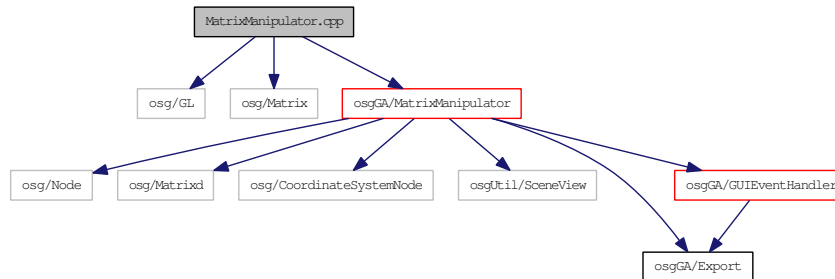 MatrixManipulator.cpp
osg/GL
osg/Matrix
osgGA/MatrixManipulator
osg/Node
osg/Matrixd
osg/CoordinateSystemNode
osgUtil/SceneView
osgGA/GUIEventHandler
osgGA/Export